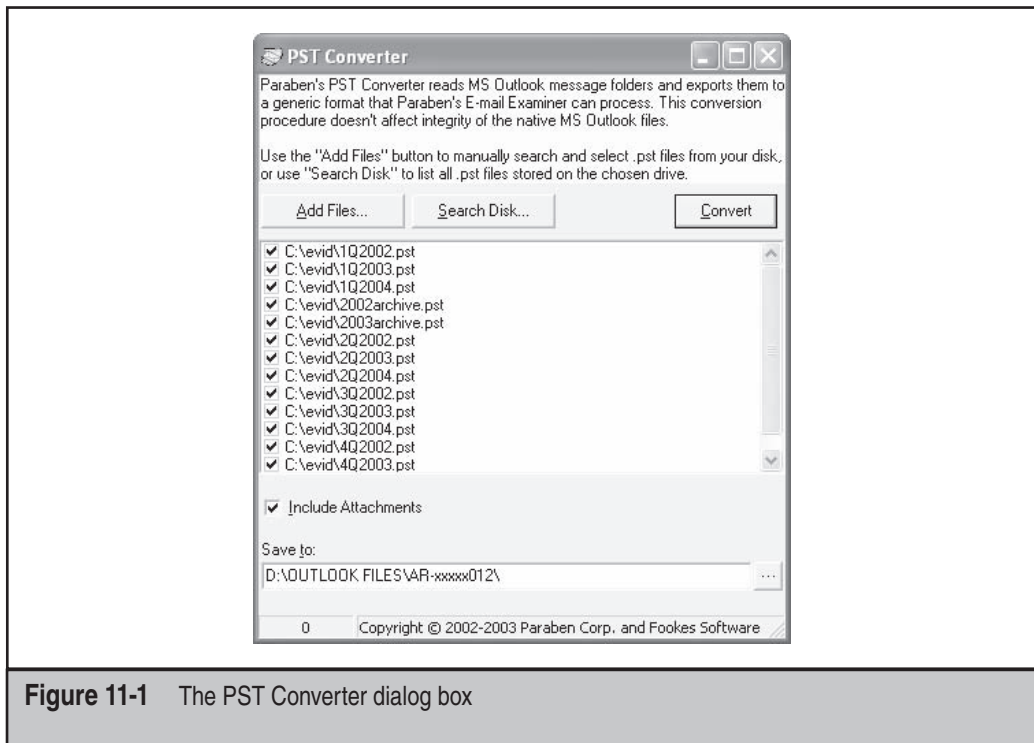 PST Converter
Paraben's PST Converter reads MS Outlook message folders and exports them to
a generic format that Paraben's E-mail Examiner can process. This conversion
procedure doesn't affect integrity of the native MS Outlook files.
Use the "Add Files" button to manually search and select .pst files from your disk,
or use "Search Disk" to list all .pst files stored on the chosen drive.
Add Files... Search Disk... Convert
C:\evid\1Q2002.pst
C:\evid\1Q2003.pst
C:\evid\1Q2004.pst
C:\evid\2002archive.pst
C:\evid\2003archive.pst
C:\evid\2Q2002.pst
C:\evid\2Q2003.pst
C:\evid\2Q2004.pst
C:\evid\3Q2002.pst
C:\evid\3Q2003.pst
C:\evid\3Q2004.pst
C:\evid\4Q2002.pst
C:\evid\4Q2003.pst
Include Attachments
Save to:
D:\OUTLOOK FILES\AR-xxxxx012\ ...
0 Copyright © 2002-2003 Paraben Corp. and Fookes Software
Figure 11-1 The PST Converter dialog box